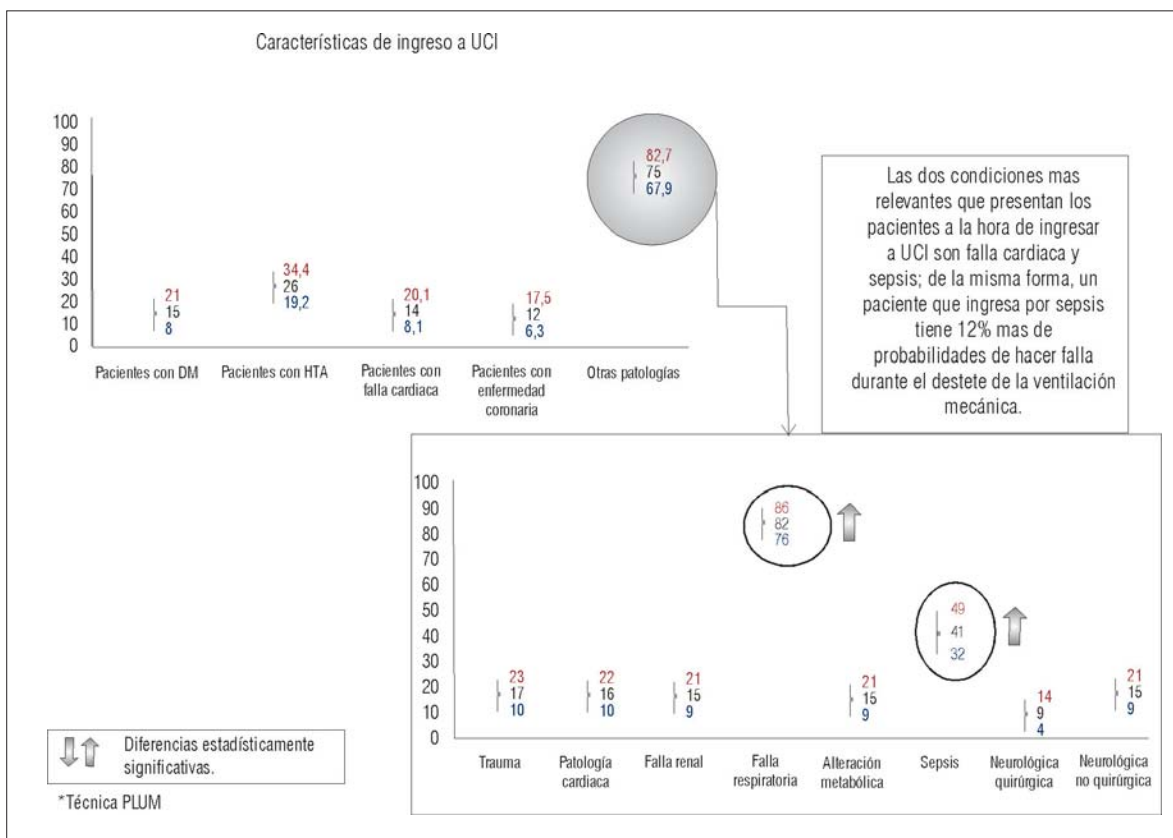 Características de ingreso a UCI
100
90
80
70
60
50
40
30
20
10
0
21
15
8
34,4
26
19,2
20,1
14
8,1
17,5
12
6,3
82,7
75
67,9
Pacientes con DM
Pacientes con HTA
Pacientes con
falla cardiaca
Pacientes con
enfermedad
coronaria
Otras patologías
Las dos condiciones mas
relevantes que presentan los
pacientes a la hora de ingresar
a UCI son falla cardiaca y
sepsis; de la misma forma, un
paciente que ingresa por sepsis
tiene 12% mas de
probabilidades de hacer falla
durante el destete de la ventilación
mecánica.
100
90
80
70
60
50
40
30
20
10
0
23
17
10
22
16
10
21
15
9
86
82
76
21
15
9
49
41
32
14
9
4
21
15
9
Trauma
Patología
cardiaca
Falla renal
Falla
respiratoria
Alteración
metabólica
Sepsis
Neurológica
quirúrgica
Neurológica
no quirúrgica
Diferencias estadísticamente
significativas.
*Técnica PLUM